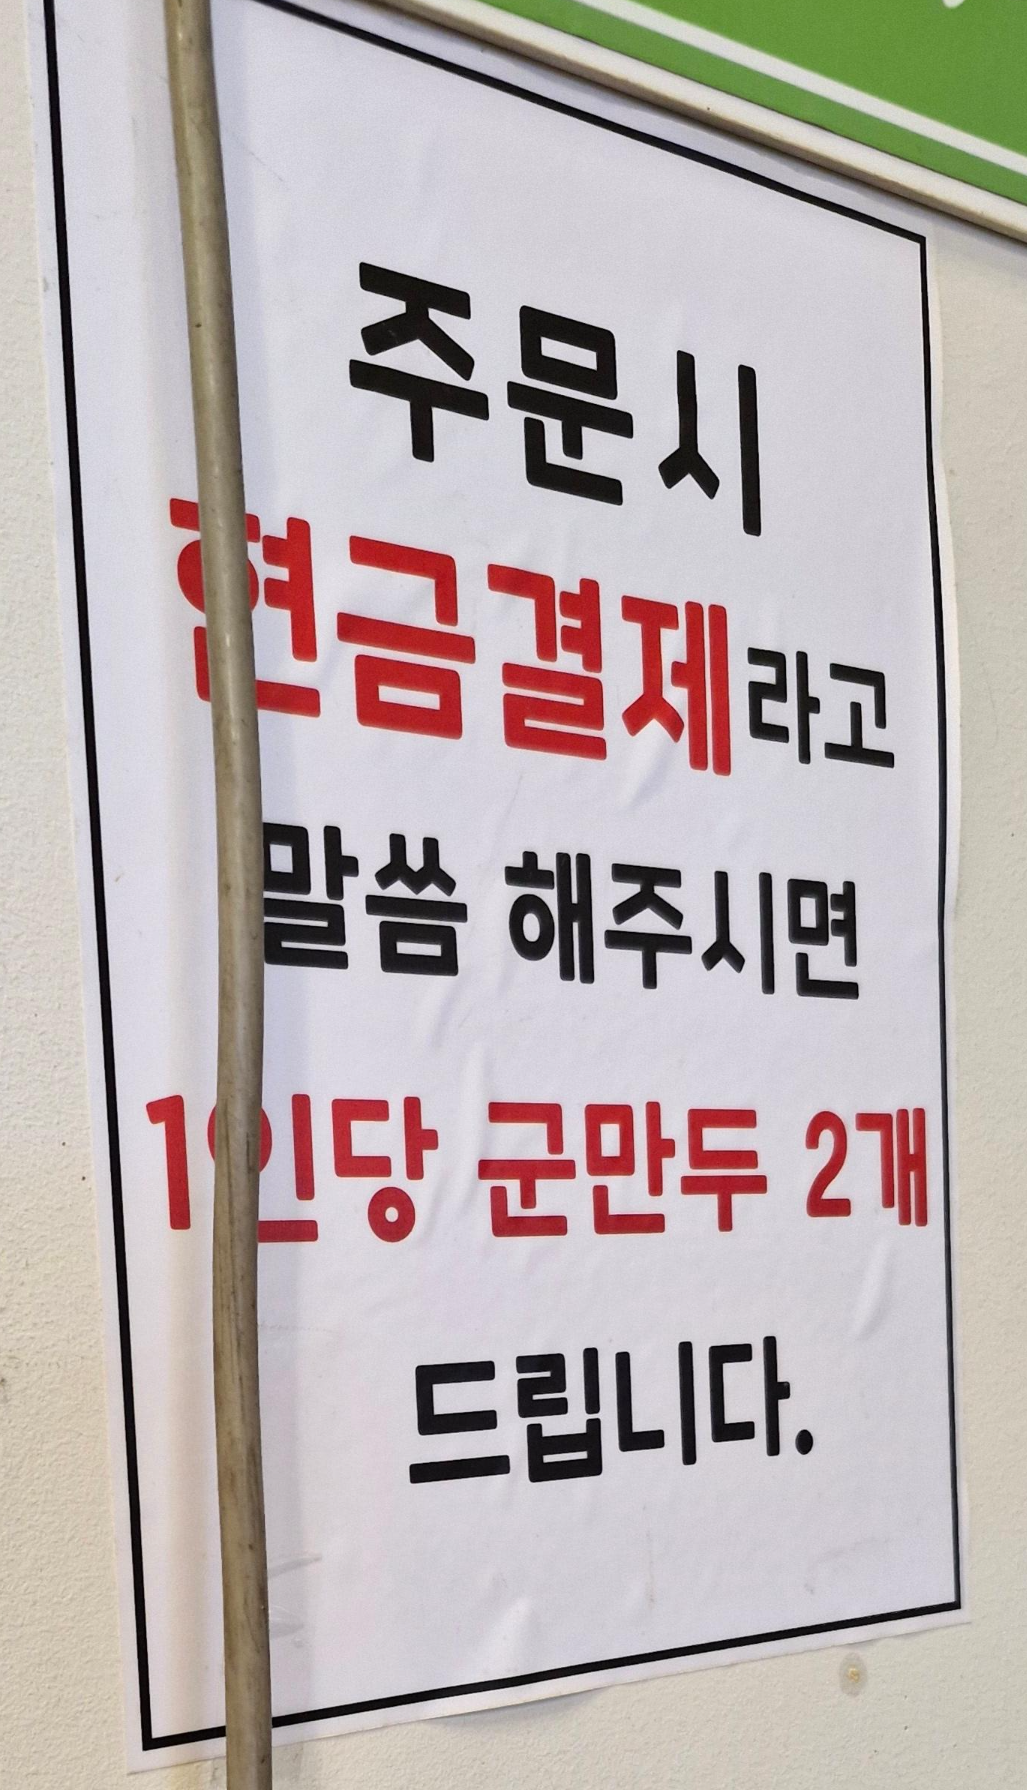 주문시
현금결제라고
말씀 해주시면
1인당 군만두 2개
드립니다.